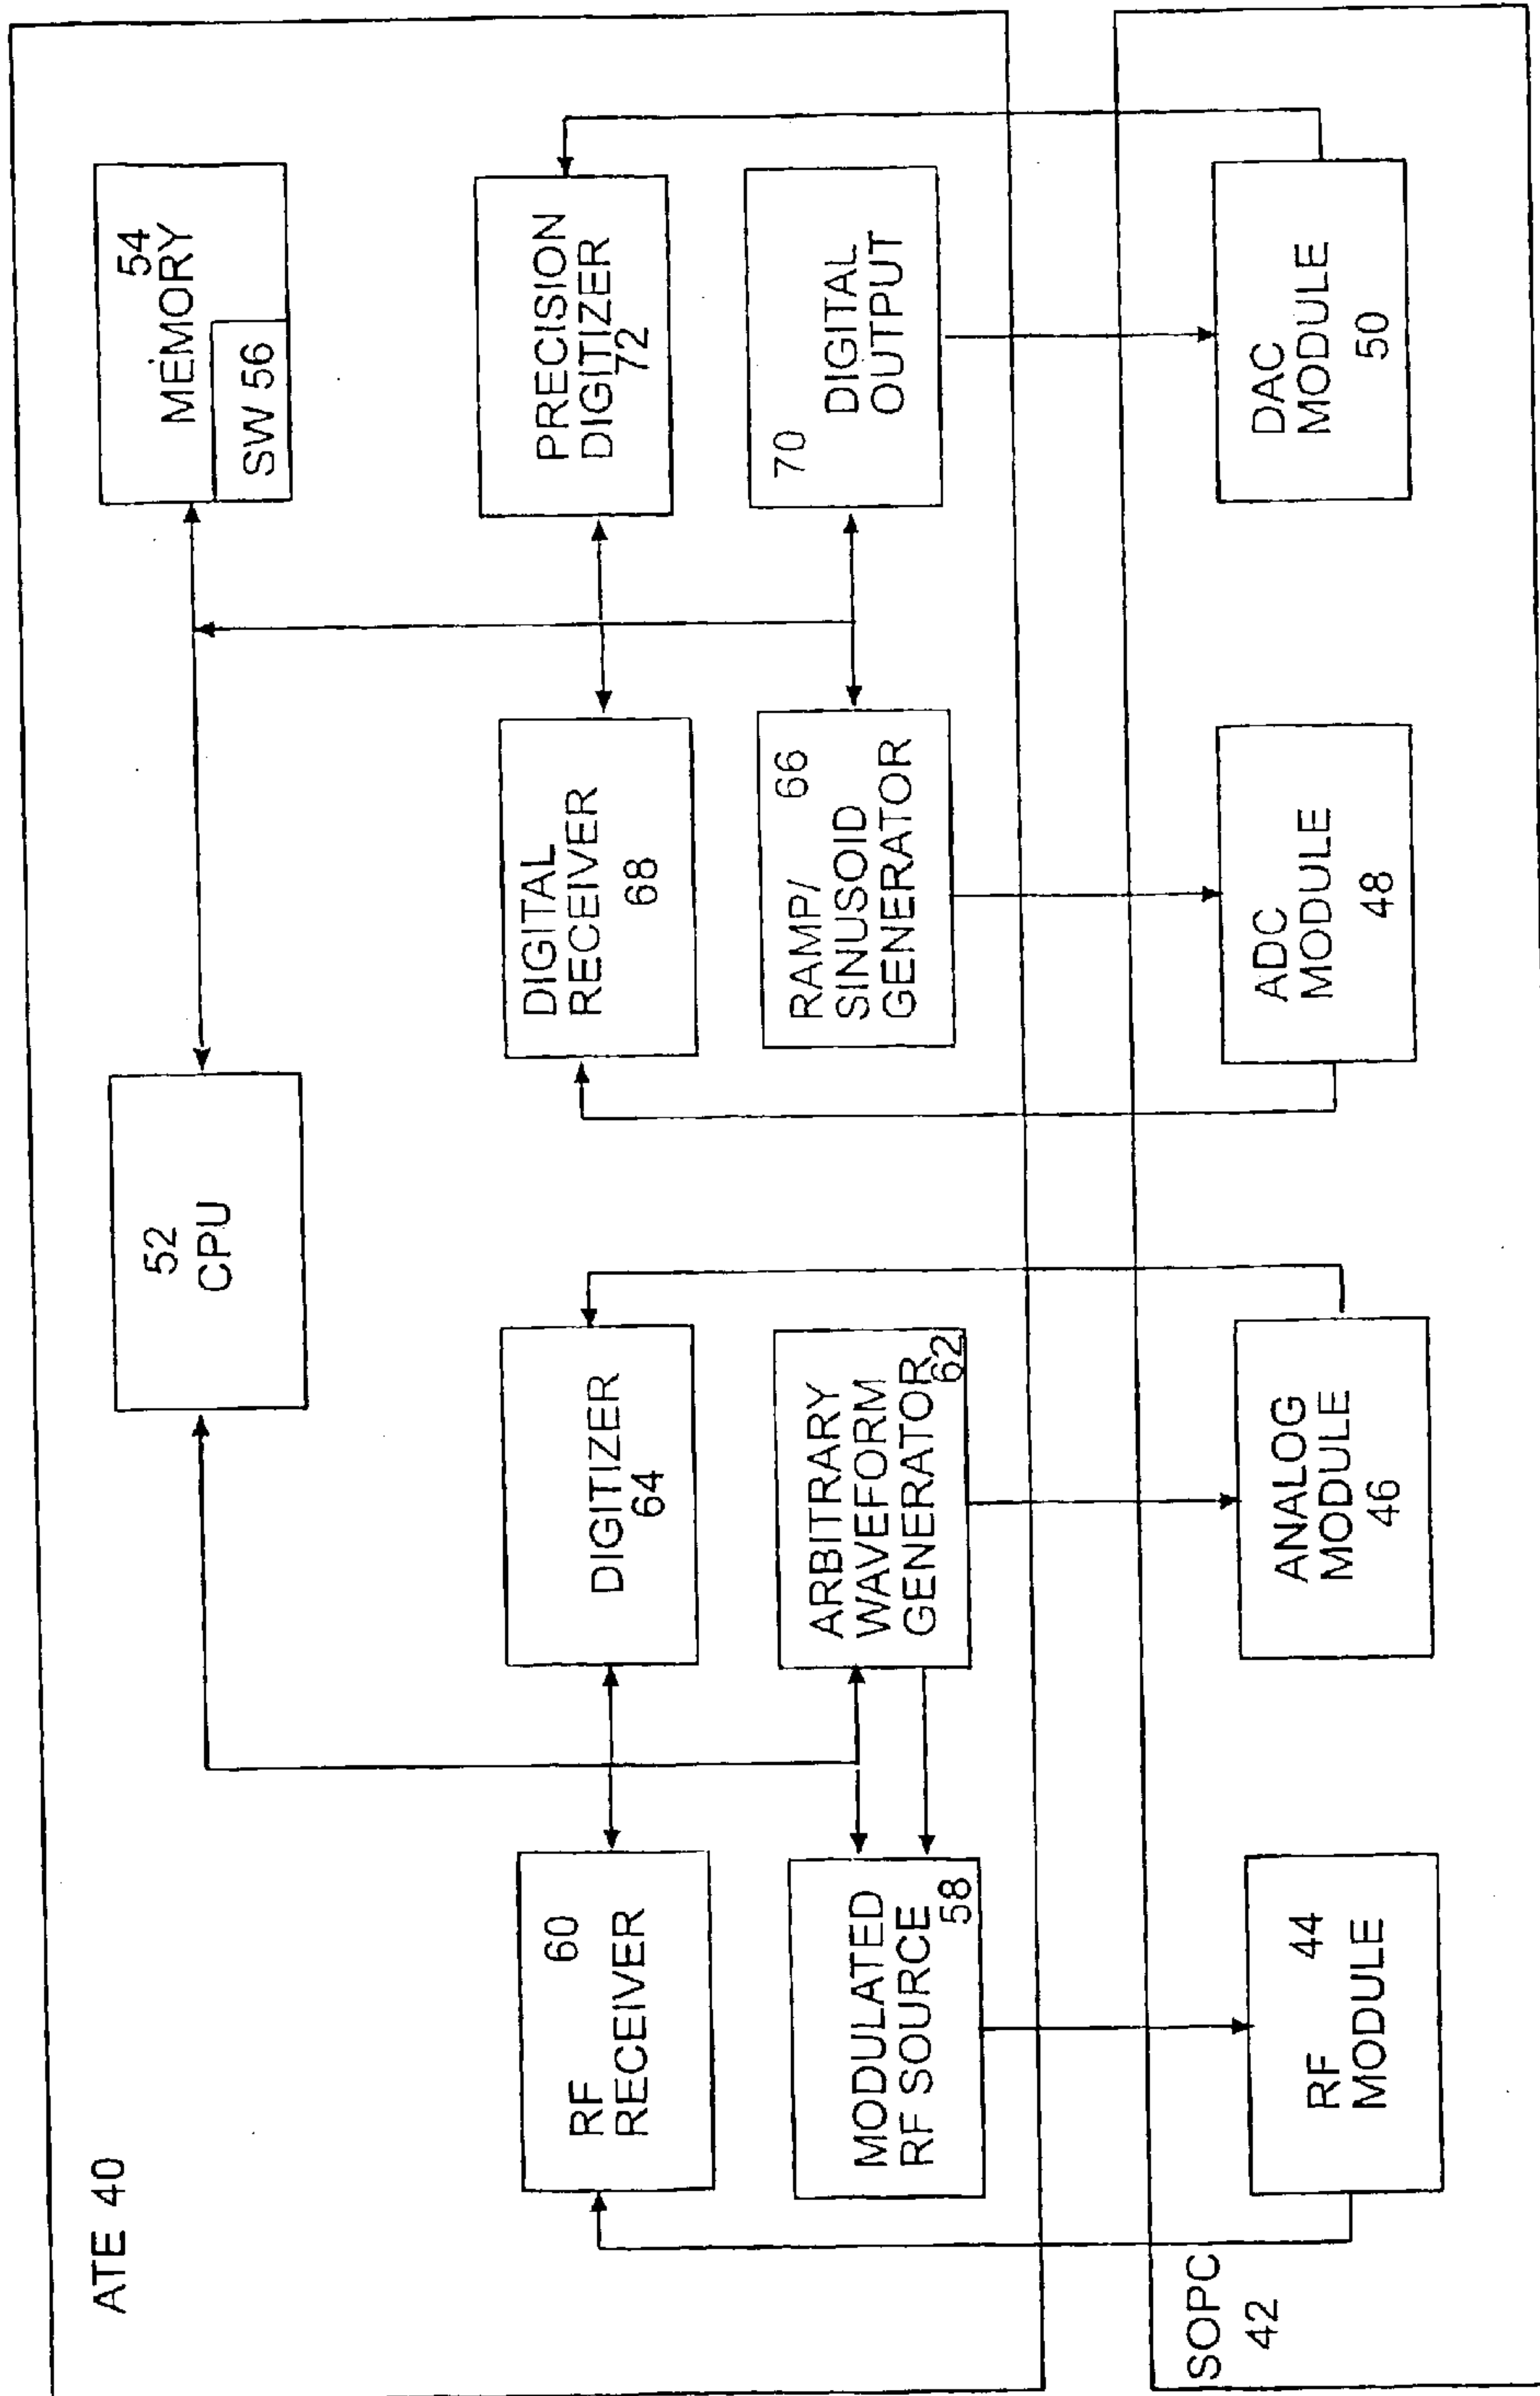 ATE 40
52
CPU
54
MEMORY
SW 56
60
RF
RECEIVER
DIGITIZER
64
DIGITAL
RECEIVER
68
PRECISION
DIGITIZER
72
MODULATED
RF SOURCE
58
ARBITRARY
WAVEFORM
GENERATOR
62
RAMP/ 66
SINUSOID
GENERATOR
70
DIGITAL
OUTPUT
SOPC
42
RF 44
MODULE
ANALOG
MODULE
46
ADC
MODULE
48
DAC
MODULE
50